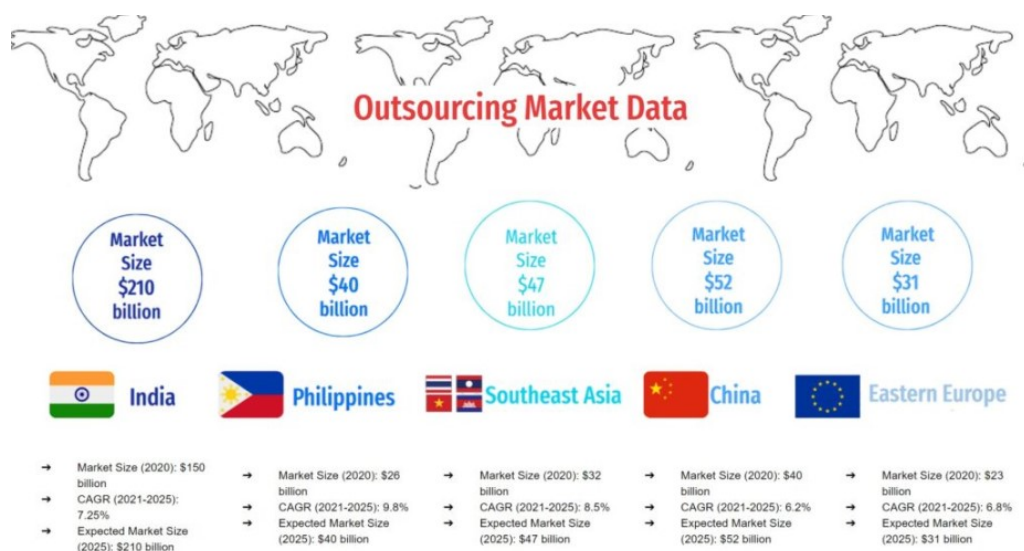 Outsourcing Market Data
Market
Size
$210
billion
Market
Size
$40
billion
Market
Size
$47
billion
Market
Size
$52
billion
Market
Size
$31
billion
India
Philippines
Southeast Asia
China
Eastern Europe
➔ Market Size (2020): $150
billion
➔ CAGR (2021-2025):
7.25%
➔ Expected Market Size
(2025): $210 billion
➔ Market Size (2020): $26
billion
➔ CAGR (2021-2025): 9.8%
➔ Expected Market Size
(2025): $40 billion
➔ Market Size (2020): $32
billion
➔ CAGR (2021-2025): 8.5%
➔ Expected Market Size
(2025): $47 billion
➔ Market Size (2020): $40
billion
➔ CAGR (2021-2025): 6.2%
➔ Expected Market Size
(2025): $52 billion
➔ Market Size (2020): $23
billion
➔ CAGR (2021-2025): 6.8%
➔ Expected Market Size
(2025): $31 billion